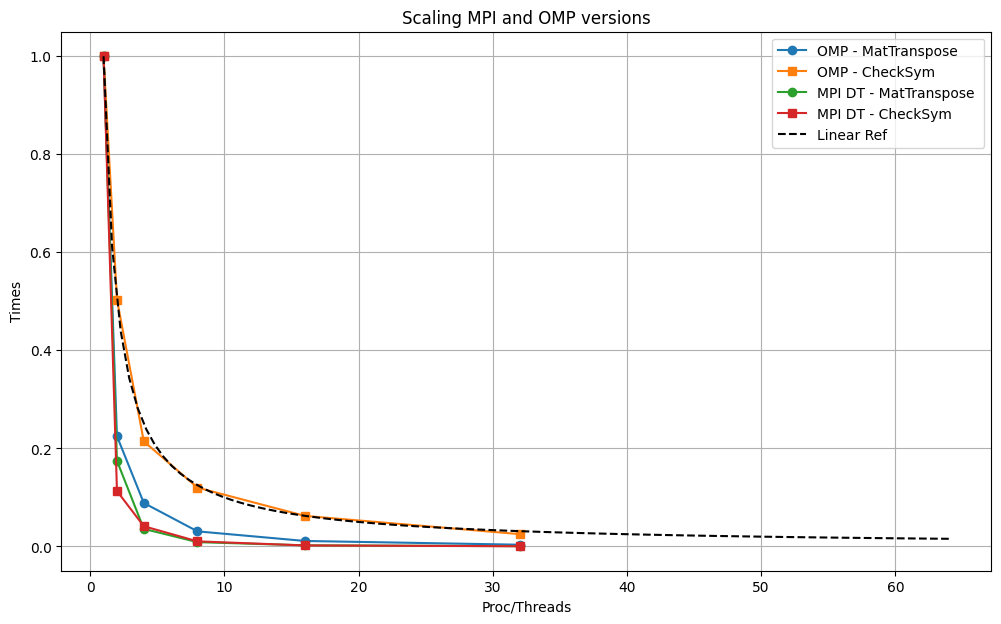 Scaling MPI and OMP versions
OMP - MatTranspose
OMP - CheckSym
MPI DT - MatTranspose
MPI DT - CheckSym
Linear Ref
Times
1.0
0.8
0.6
0.4
0.2
0.0
0 10 20 30 40 50 60
Proc/Threads